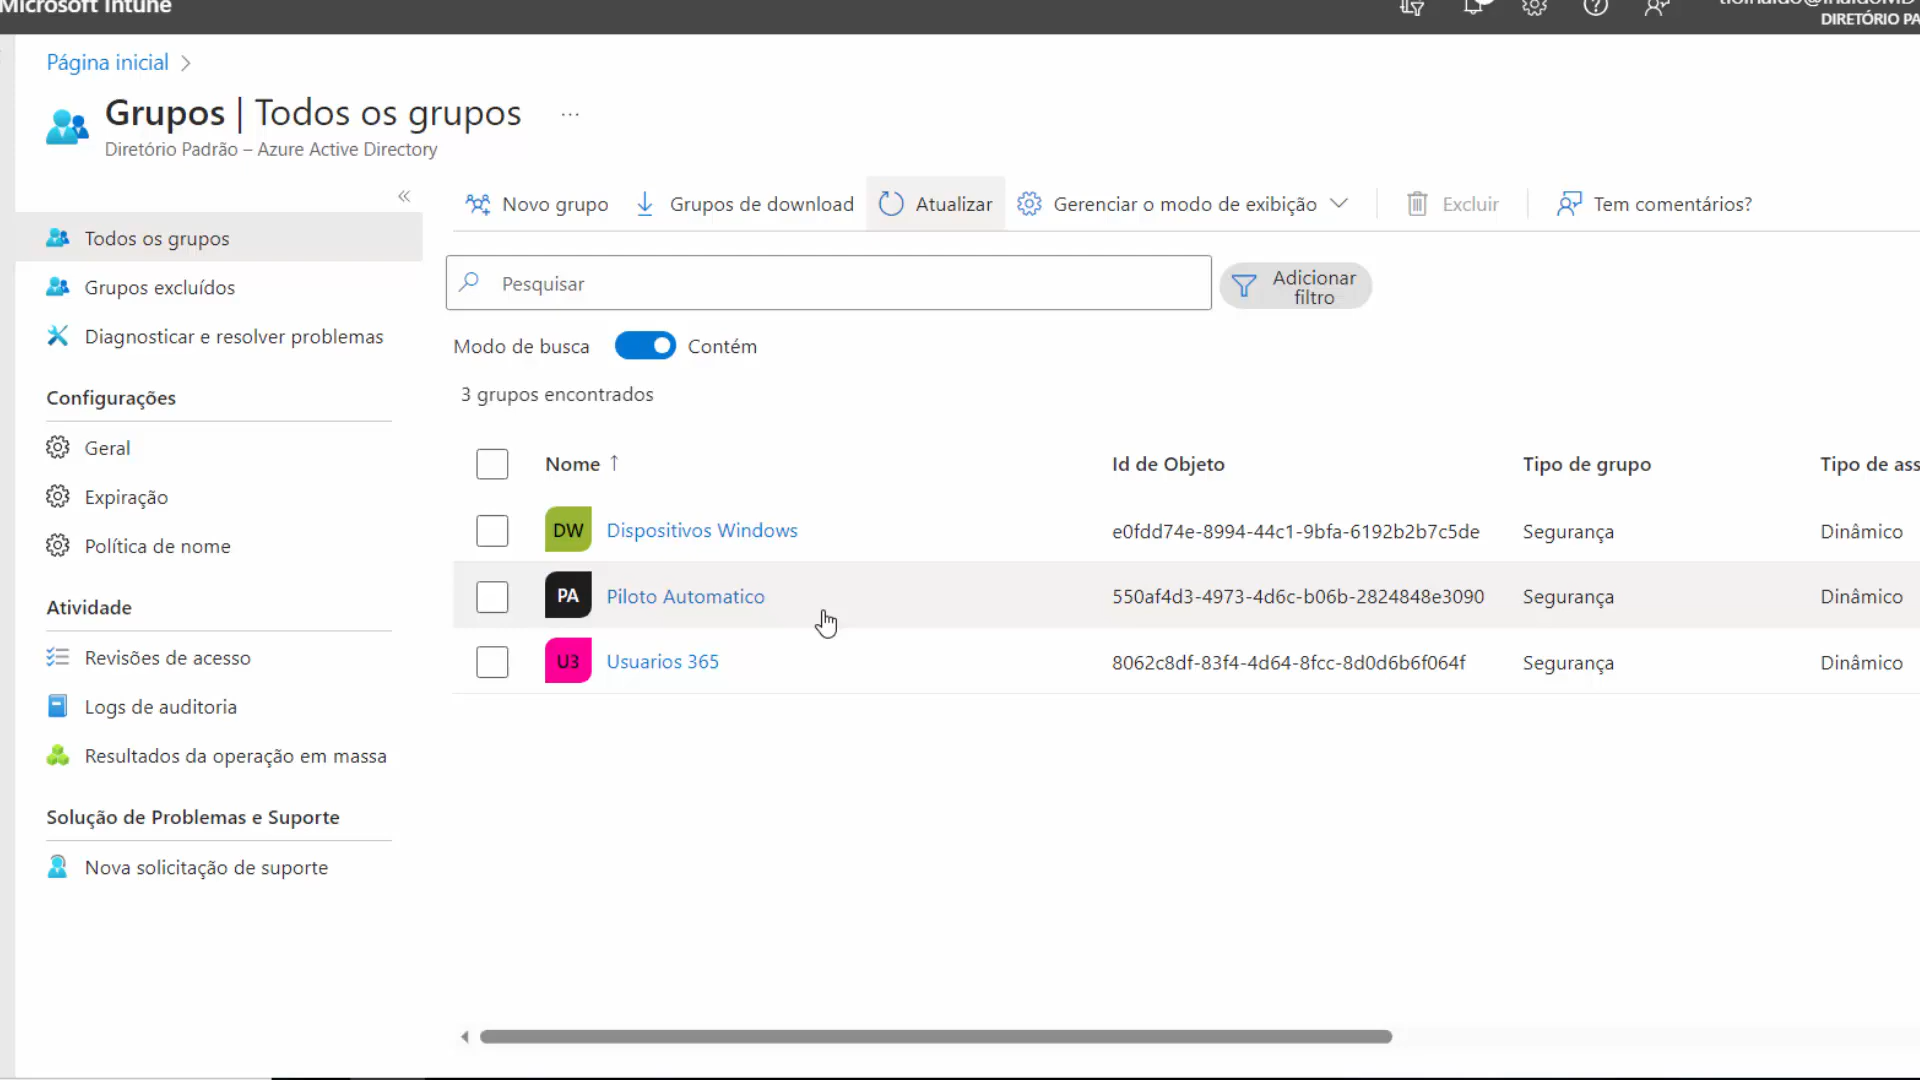 Microsoft Intune
DIRETÓRIO PA
Página inicial
Grupos | Todos os grupos
Diretório Padrão – Azure Active Directory
Novo grupo
Grupos de download
Atualizar
Gerenciar o modo de exibição
Excluir
Tem comentários?
Todos os grupos
Grupos excluídos
Diagnosticar e resolver problemas
Configurações
Geral
Expiração
Política de nome
Atividade
Revisões de acesso
Logs de auditoria
Resultados da operação em massa
Solução de Problemas e Suporte
Nova solicitação de suporte
Pesquisar
Adicionar
filtro
Modo de busca
Contém
3 grupos encontrados
Nome ↑ Id de Objeto Tipo de grupo Tipo de ass
DW Dispositivos Windows e0fdd74e-8994-44c1-9bfa-6192b2b7c5de Segurança Dinâmico
PA Piloto Automatico 550af4d3-4973-4d6c-b06b-2824848e3090 Segurança Dinâmico
U3 Usuarios 365 8062c8df-83f4-4d64-8fcc-8d0d6b6f064f Segurança Dinâmico